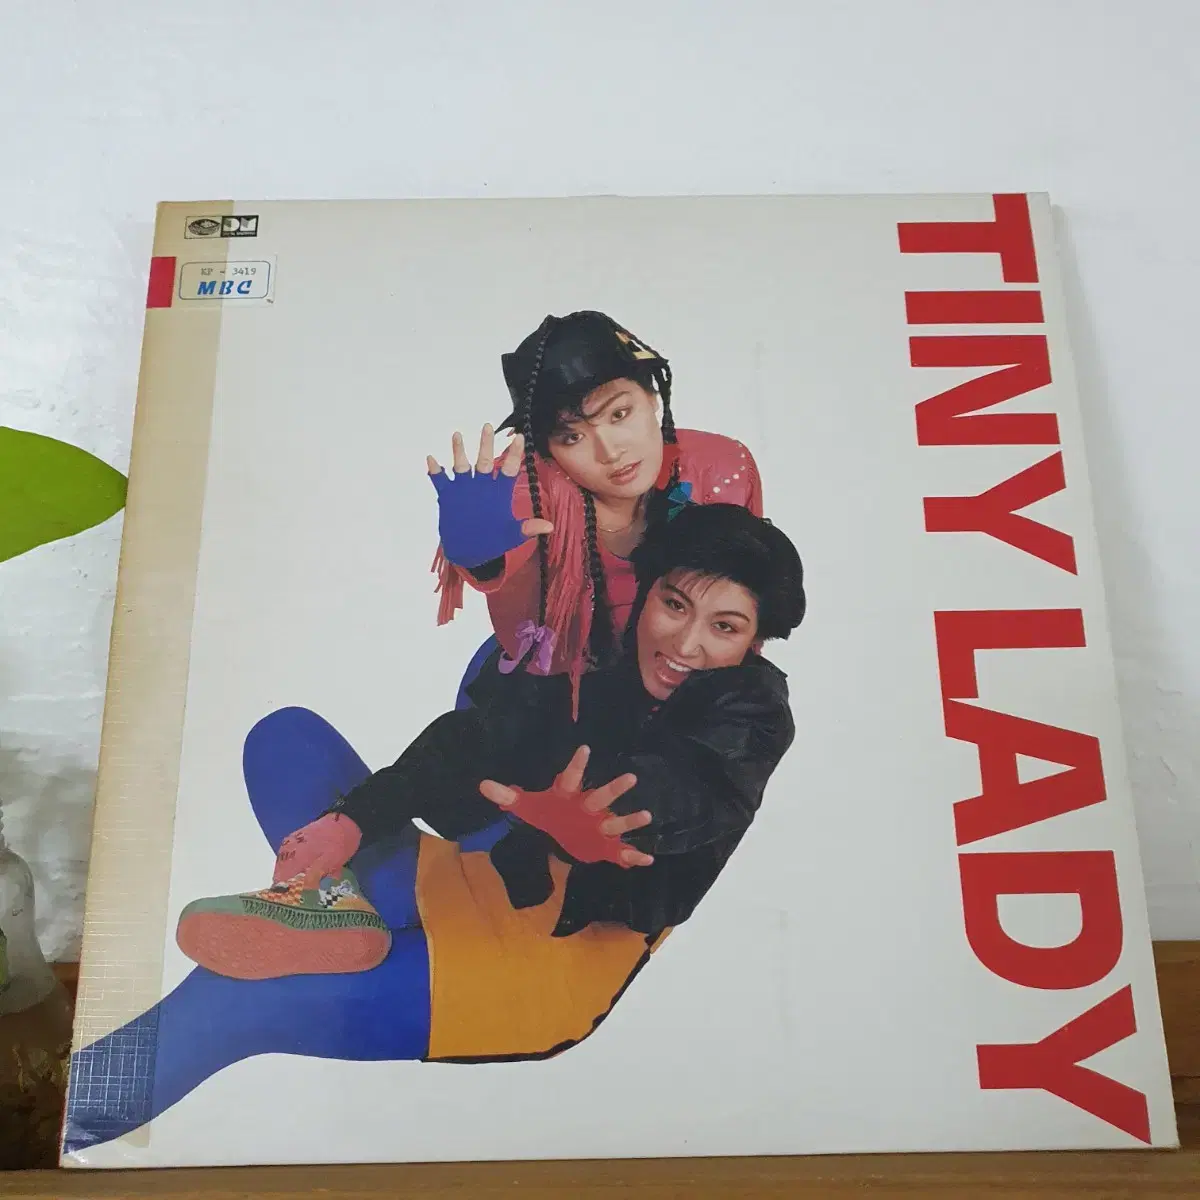 KP - 3419
MBC
TINY LADY